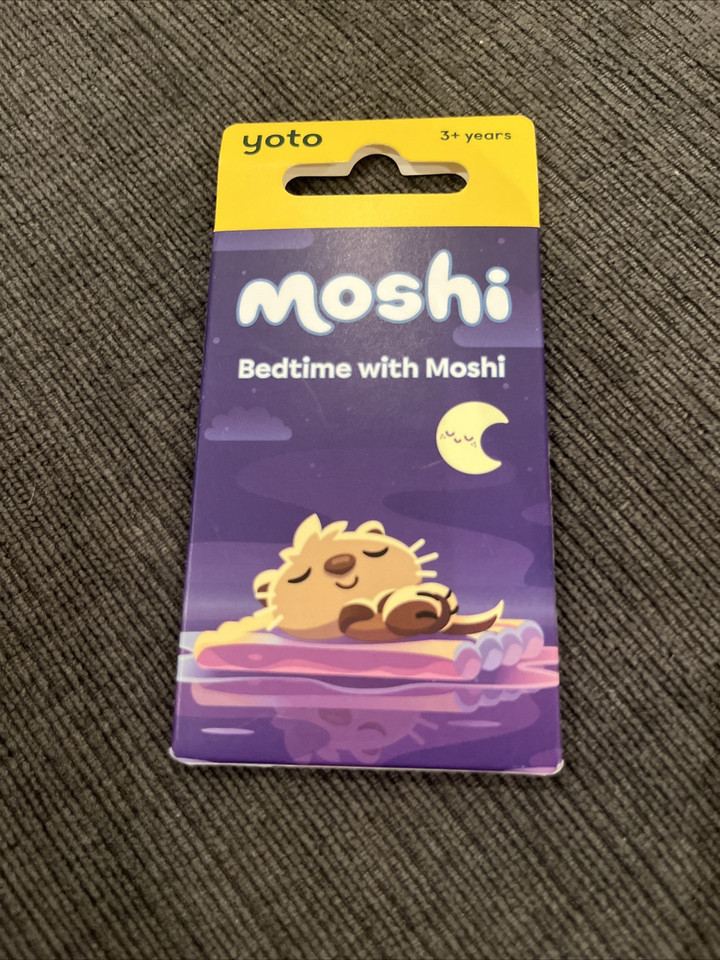 yoto
3+ years
moshi
Bedtime with Moshi